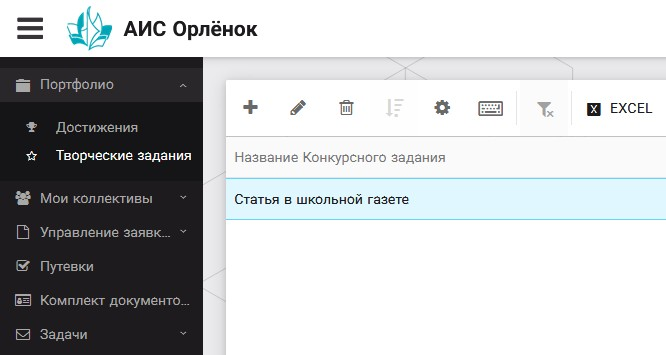 АИС Орлёнок
Портфолио
Достижения
Творческие задания
Мои коллективы
Управление заявк...
Путевки
Комплект документо...
Задачи
EXCEL
Название Конкурсного задания
Статья в школьной газете